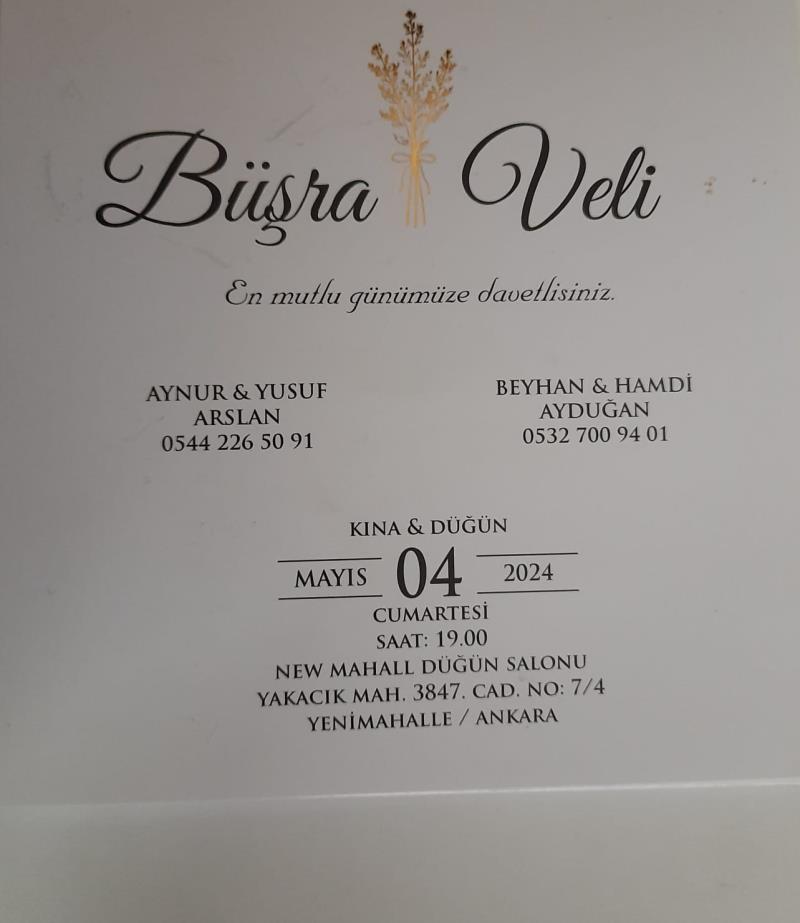 Büşra Veli
En mutlu günümüze davetlisiniz.
AYNUR & YUSUF
ARSLAN
0544 226 50 91
BEYHAN & HAMDİ
AYDUĞAN
0532 700 94 01
KINA & DÜĞÜN
MAYIS 04 2024
CUMARTESİ
SAAT: 19.00
NEW MAHALL DÜĞÜN SALONU
YAKACIK MAH. 3847. CAD. NO: 7/4
YENİMAHALLE / ANKARA